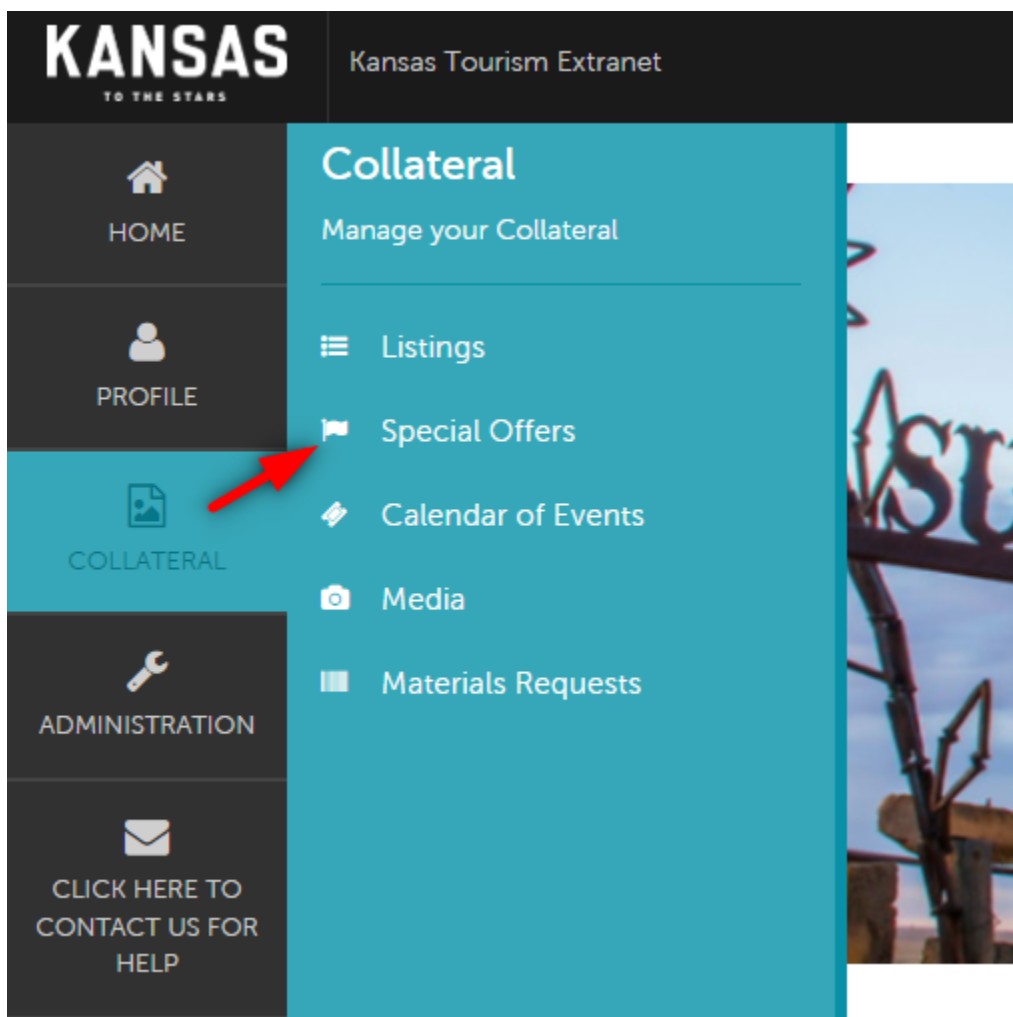 KANSAS
TO THE STARS
Kansas Tourism Extranet
HOME
PROFILE
COLLATERAL
ADMINISTRATION
CLICK HERE TO
CONTACT US FOR
HELP
Collateral
Manage your Collateral
Listings
Special Offers
Calendar of Events
Media
Materials Requests